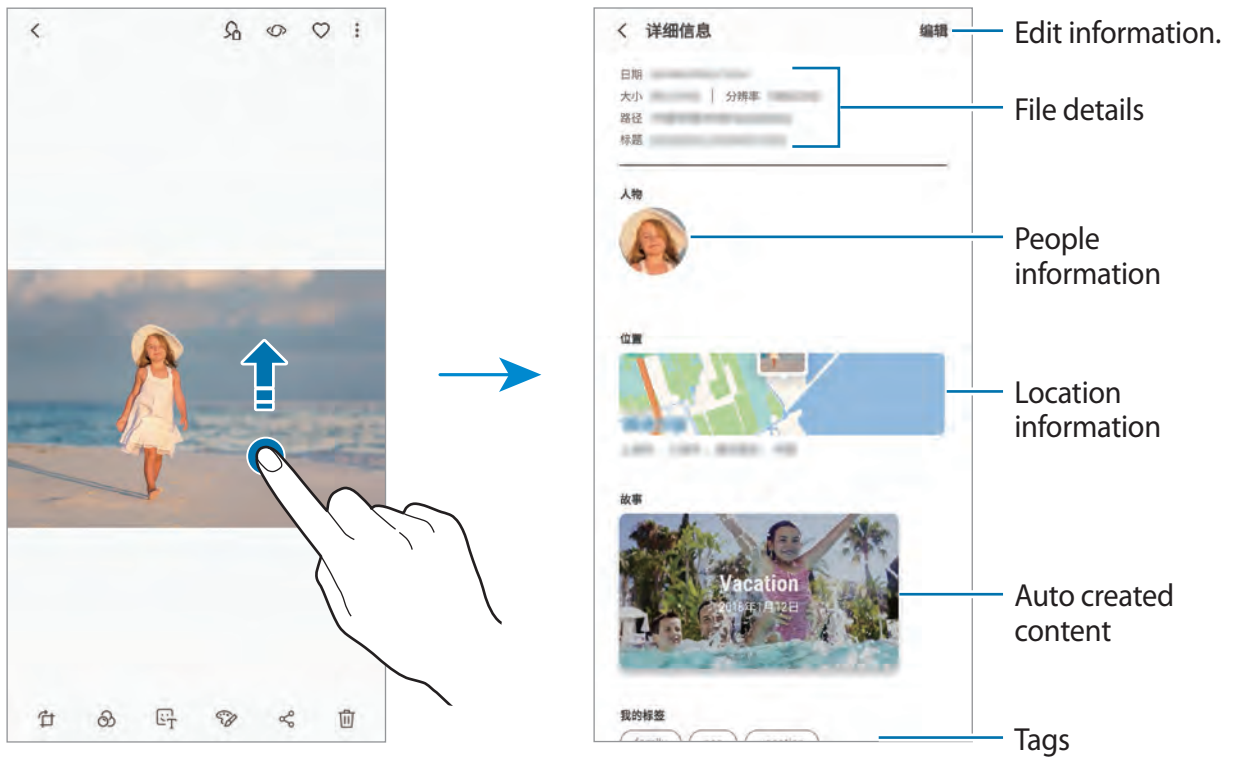 详细信息
编辑
Edit information.
日期
大小 | 分辨率
路径
标题
File details
人物
People
information
位置
Location
information
故事
Vacation
2018年1月12日
Auto created
content
我的标签
Tags